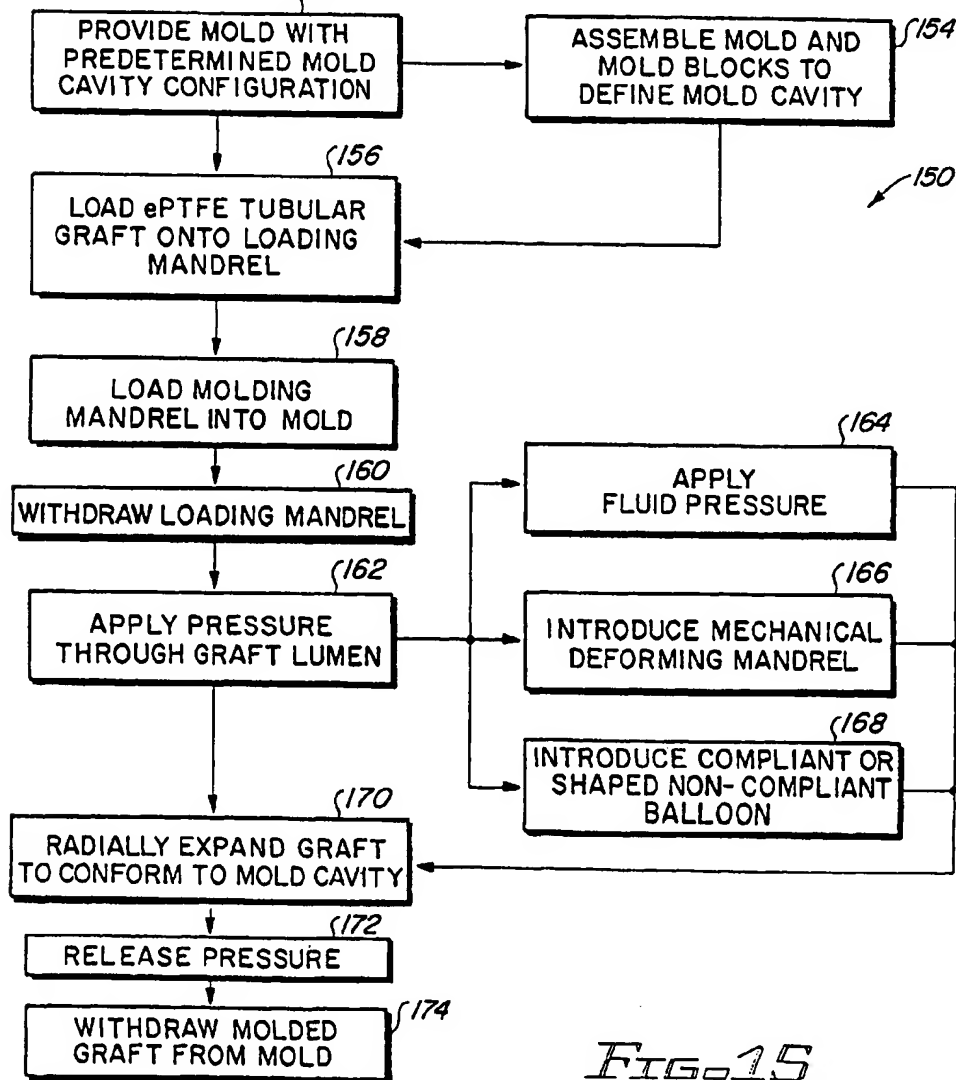 PROVIDE MOLD WITH
PREDETERMINED MOLD
CAVITY CONFIGURATION
ASSEMBLE MOLD AND
MOLD BLOCKS TO
DEFINE MOLD CAVITY
154
150
156
LOAD ePTFE TUBULAR
GRAFT ONTO LOADING
MANDREL
158
LOAD MOLDING
MANDREL INTO MOLD
160
WITHDRAW LOADING MANDREL
162
APPLY PRESSURE
THROUGH GRAFT LUMEN
164
APPLY
FLUID PRESSURE
166
INTRODUCE MECHANICAL
DEFORMING MANDREL
168
INTRODUCE COMPLIANT OR
SHAPED NON-COMPLIANT
BALLOON
170
RADIALLY EXPAND GRAFT
TO CONFORM TO MOLD CAVITY
172
RELEASE PRESSURE
174
WITHDRAW MOLDED
GRAFT FROM MOLD
FIG. 15